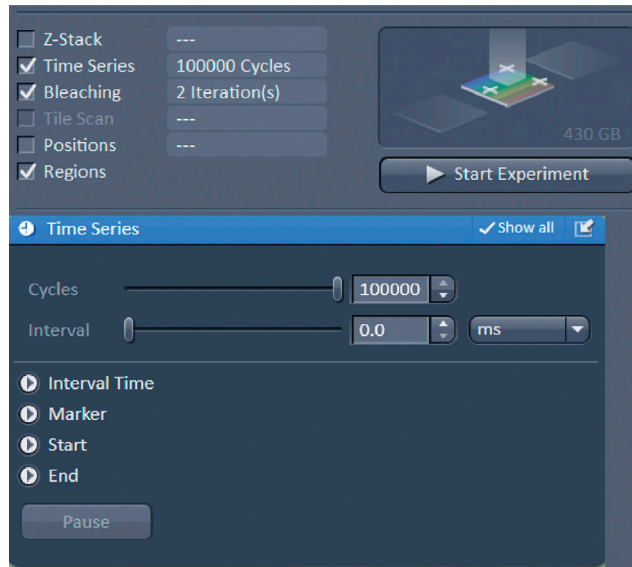 Z-Stack ---
Time Series 100000 Cycles
Bleaching 2 Iteration(s)
Tile Scan ---
Positions ---
Regions
430 GB
Start Experiment
Time Series Show all
Cycles 100000
Interval 0.0 ms
Interval Time
Marker
Start
End
Pause